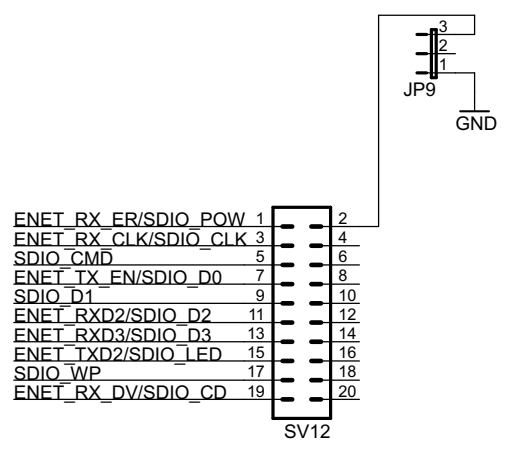 3
2
1
JP9
GND
ENET_RX_ER/SDIO_POW 1 2
ENET_RX_CLK/SDIO_CLK 3 4
SDIO_CMD 5 6
ENET_TX_EN/SDIO_D0 7 8
SDIO_D1 9 10
ENET_RXD2/SDIO_D2 11 12
ENET_RXD3/SDIO_D3 13 14
ENET_TXD2/SDIO_LED 15 16
SDIO_WP 17 18
ENET_RX_DV/SDIO_CD 19 20
SV12